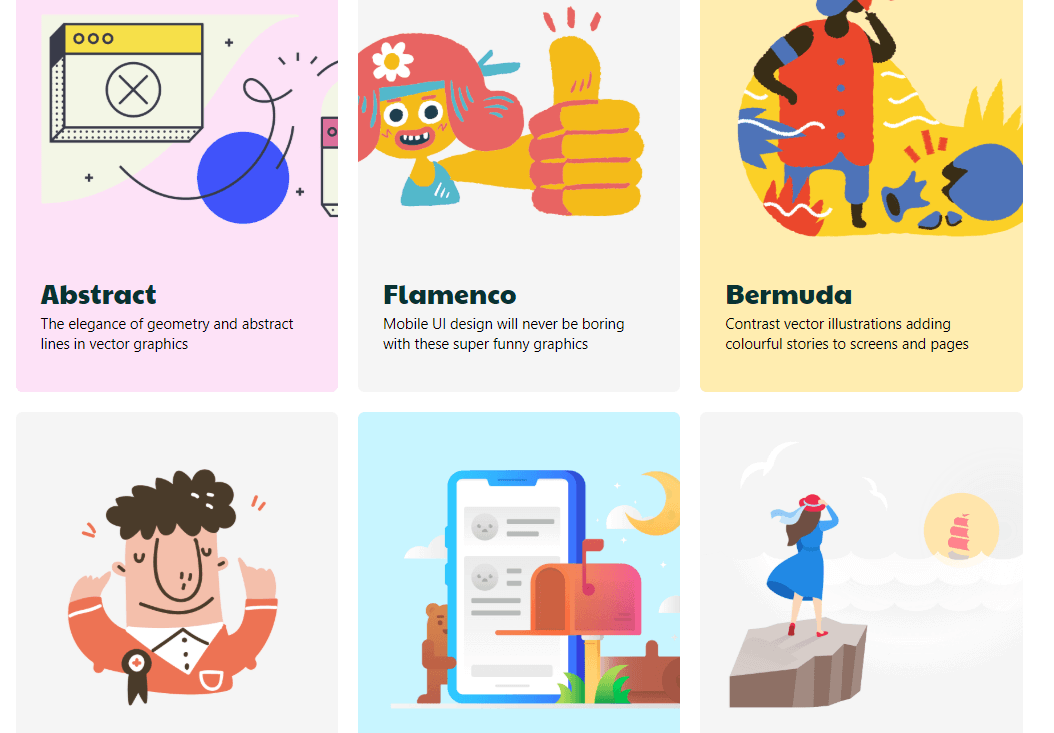 Abstract
The elegance of geometry and abstract
lines in vector graphics
Flamenco
Mobile UI design will never be boring
with these super funny graphics
Bermuda
Contrast vector illustrations adding
colourful stories to screens and pages